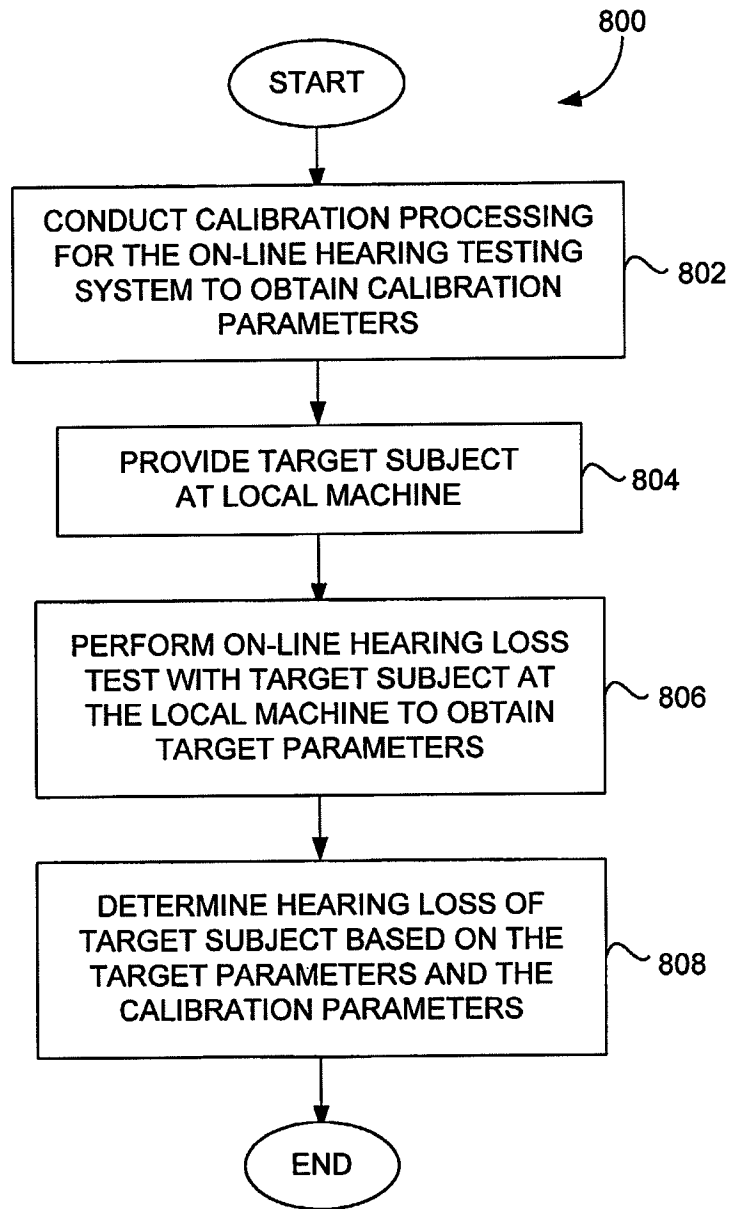 800
START
CONDUCT CALIBRATION PROCESSING
FOR THE ON-LINE HEARING TESTING
SYSTEM TO OBTAIN CALIBRATION
PARAMETERS
802
PROVIDE TARGET SUBJECT
AT LOCAL MACHINE
804
PERFORM ON-LINE HEARING LOSS
TEST WITH TARGET SUBJECT AT
THE LOCAL MACHINE TO OBTAIN
TARGET PARAMETERS
806
DETERMINE HEARING LOSS OF
TARGET SUBJECT BASED ON THE
TARGET PARAMETERS AND THE
CALIBRATION PARAMETERS
808
END